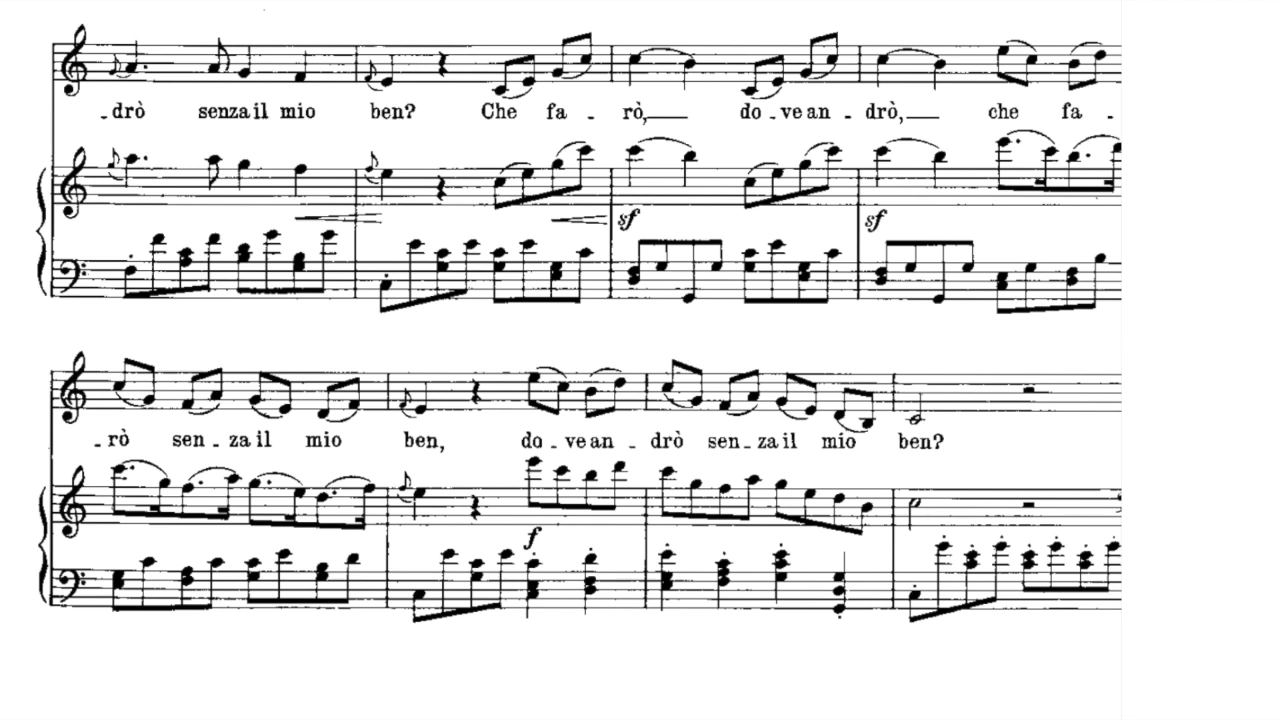 - drò senza il mio ben? Che fa - rò, do - ve an - drò, che fa -
sf sf
- rò sen - za il mio ben, do - ve an - drò sen - za il mio ben?
f